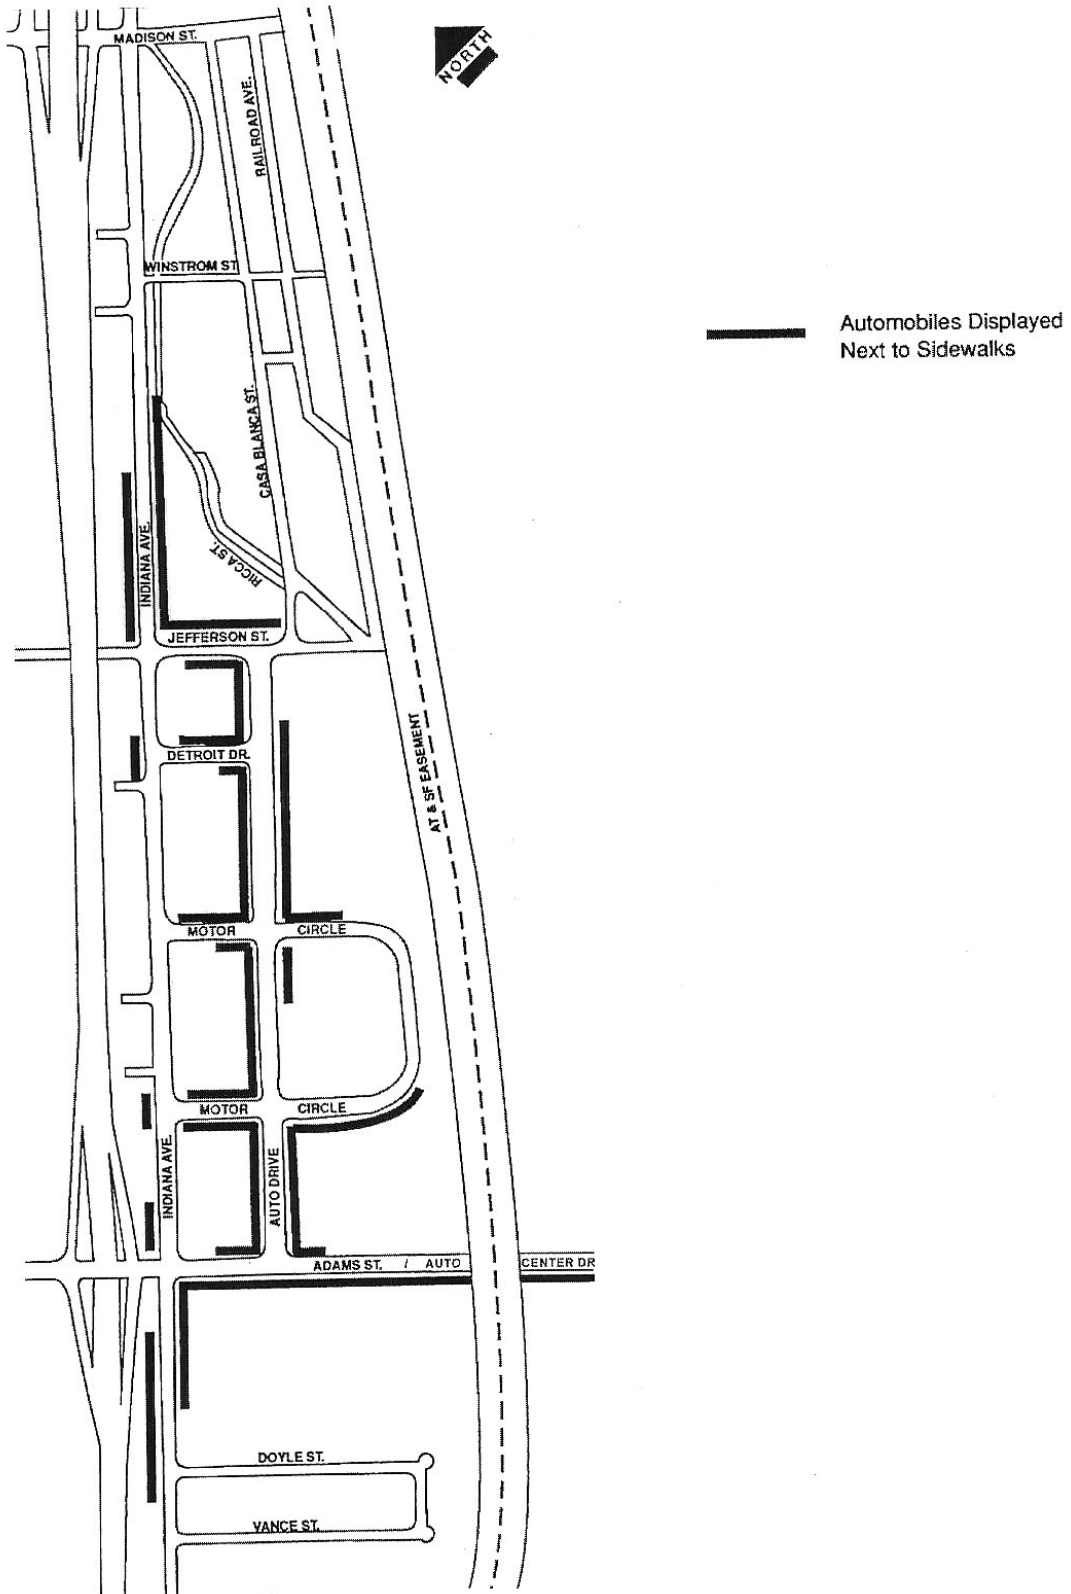 MADISON ST.
NORTH
RAILROAD AVE.
WINSTROM ST
Automobiles Displayed
Next to Sidewalks
CASA BLANCA ST.
INDIANA AVE.
RICCA ST.
JEFFERSON ST.
DETROIT DR.
AT & SF EASEMENT
MOTOR CIRCLE
MOTOR CIRCLE
INDIANA AVE.
AUTO DRIVE
ADAMS ST. / AUTO CENTER DR
DOYLE ST.
VANCE ST.